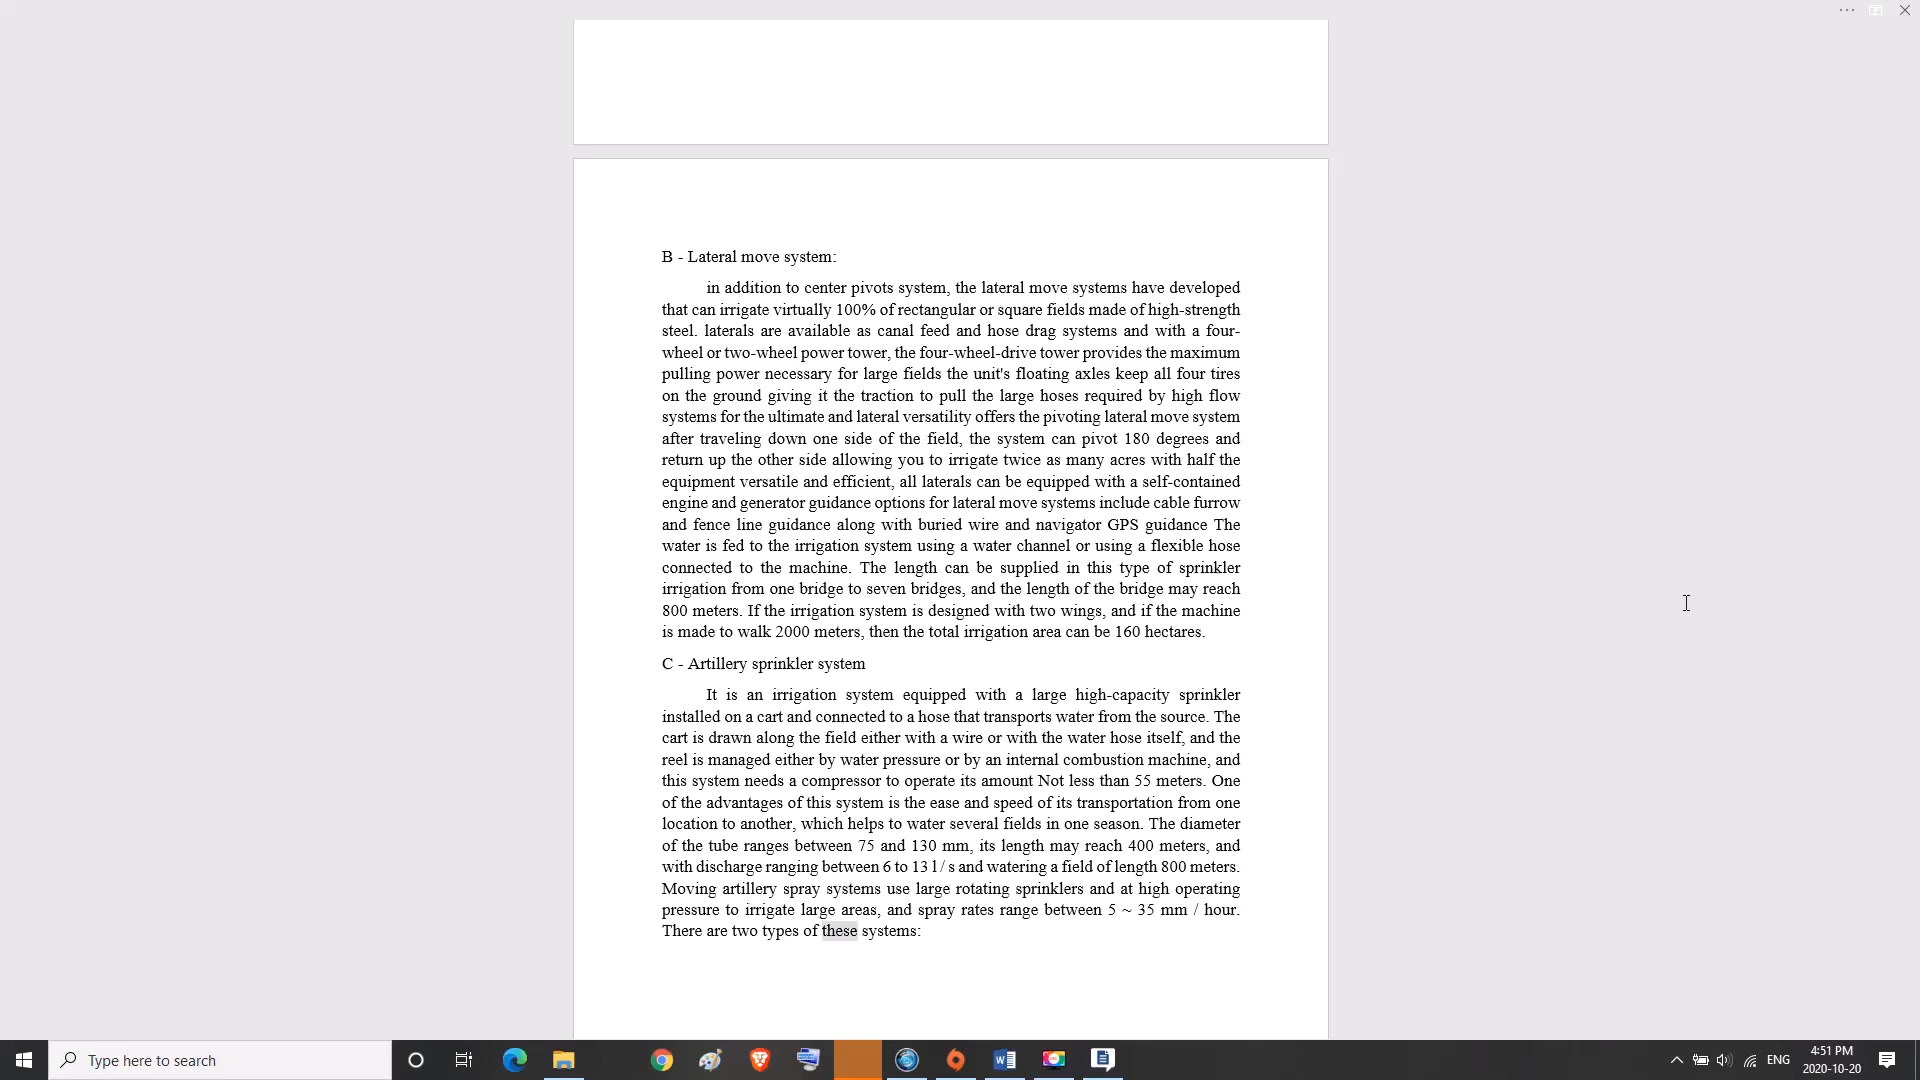 B - Lateral move system:
in addition to center pivots system, the lateral move systems have developed
that can irrigate virtually 100% of rectangular or square fields made of high-strength
steel. laterals are available as canal feed and hose drag systems and with a four-
wheel or two-wheel power tower, the four-wheel-drive tower provides the maximum
pulling power necessary for large fields the unit's floating axles keep all four tires
on the ground giving it the traction to pull the large hoses required by high flow
systems for the ultimate and lateral versatility offers the pivoting lateral move system
after traveling down one side of the field, the system can pivot 180 degrees and
return up the other side allowing you to irrigate twice as many acres with half the
equipment versatile and efficient, all laterals can be equipped with a self-contained
engine and generator guidance options for lateral move systems include cable furrow
and fence line guidance along with buried wire and navigator GPS guidance The
water is fed to the irrigation system using a water channel or using a flexible hose
connected to the machine. The length can be supplied in this type of sprinkler
irrigation from one bridge to seven bridges, and the length of the bridge may reach
800 meters. If the irrigation system is designed with two wings, and if the machine
is made to walk 2000 meters, then the total irrigation area can be 160 hectares.
C - Artillery sprinkler system
It is an irrigation system equipped with a large high-capacity sprinkler
installed on a cart and connected to a hose that transports water from the source. The
cart is drawn along the field either with a wire or with the water hose itself, and the
reel is managed either by water pressure or by an internal combustion machine, and
this system needs a compressor to operate its amount Not less than 55 meters. One
of the advantages of this system is the ease and speed of its transportation from one
location to another, which helps to water several fields in one season. The diameter
of the tube ranges between 75 and 130 mm, its length may reach 400 meters, and
with discharge ranging between 6 to 13 l / s and watering a field of length 800 meters.
Moving artillery spray systems use large rotating sprinklers and at high operating
pressure to irrigate large areas, and spray rates range between 5 ~ 35 mm / hour.
There are two types of these systems:
Type here to search
ENG
4:51 PM
2020-10-20